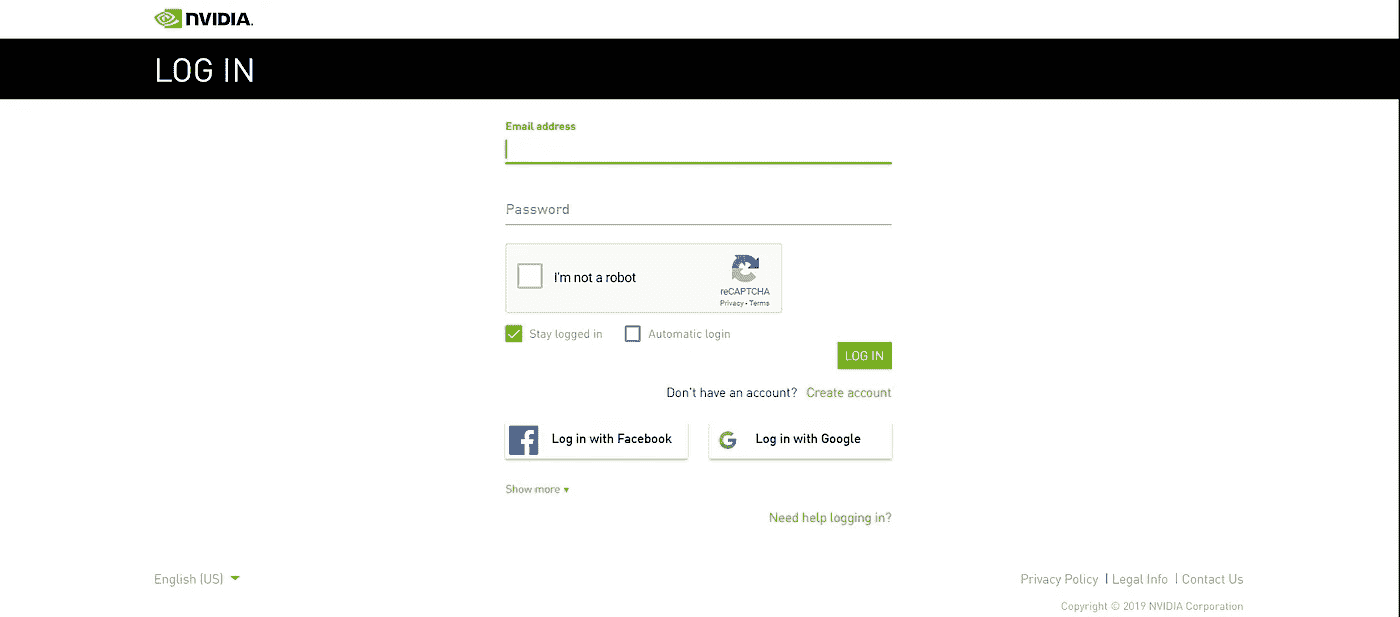 NVIDIA.
LOG IN
Email address
Password
I'm not a robot
reCAPTCHA
Privacy • Terms
Stay logged in Automatic login
LOG IN
Don't have an account? Create account
Log in with Facebook Log in with Google
Show more ▾
Need help logging in?
English (US) Privacy Policy | Legal Info | Contact Us
Copyright © 2019 NVIDIA Corporation